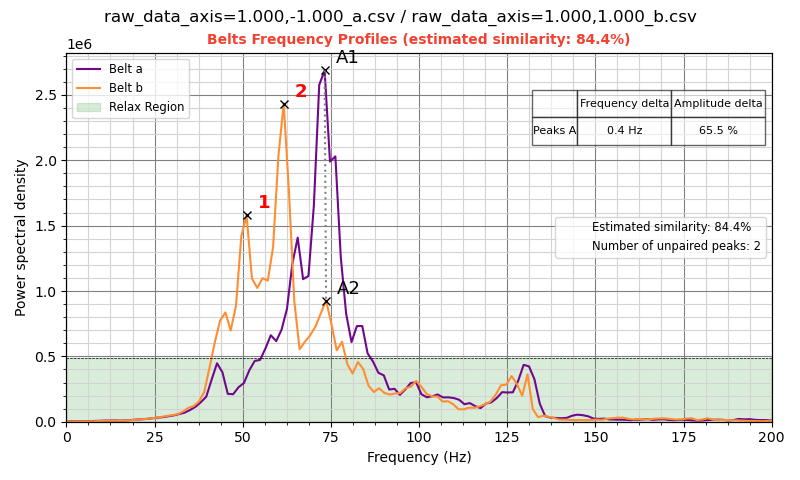 raw_data_axis=1.000,-1.000_a.csv / raw_data_axis=1.000,1.000_b.csv
Belts Frequency Profiles (estimated similarity: 84.4%)
1e6
A1
Belt a
Belt b
Relax Region
2
Frequency delta Amplitude delta
Peaks A 0.4 Hz 65.5 %
1
Estimated similarity: 84.4%
Number of unpaired peaks: 2
A2
2.5
2.0
1.5
1.0
0.5
0.0
Power spectral density
0 25 50 75 100 125 150 175 200
Frequency (Hz)